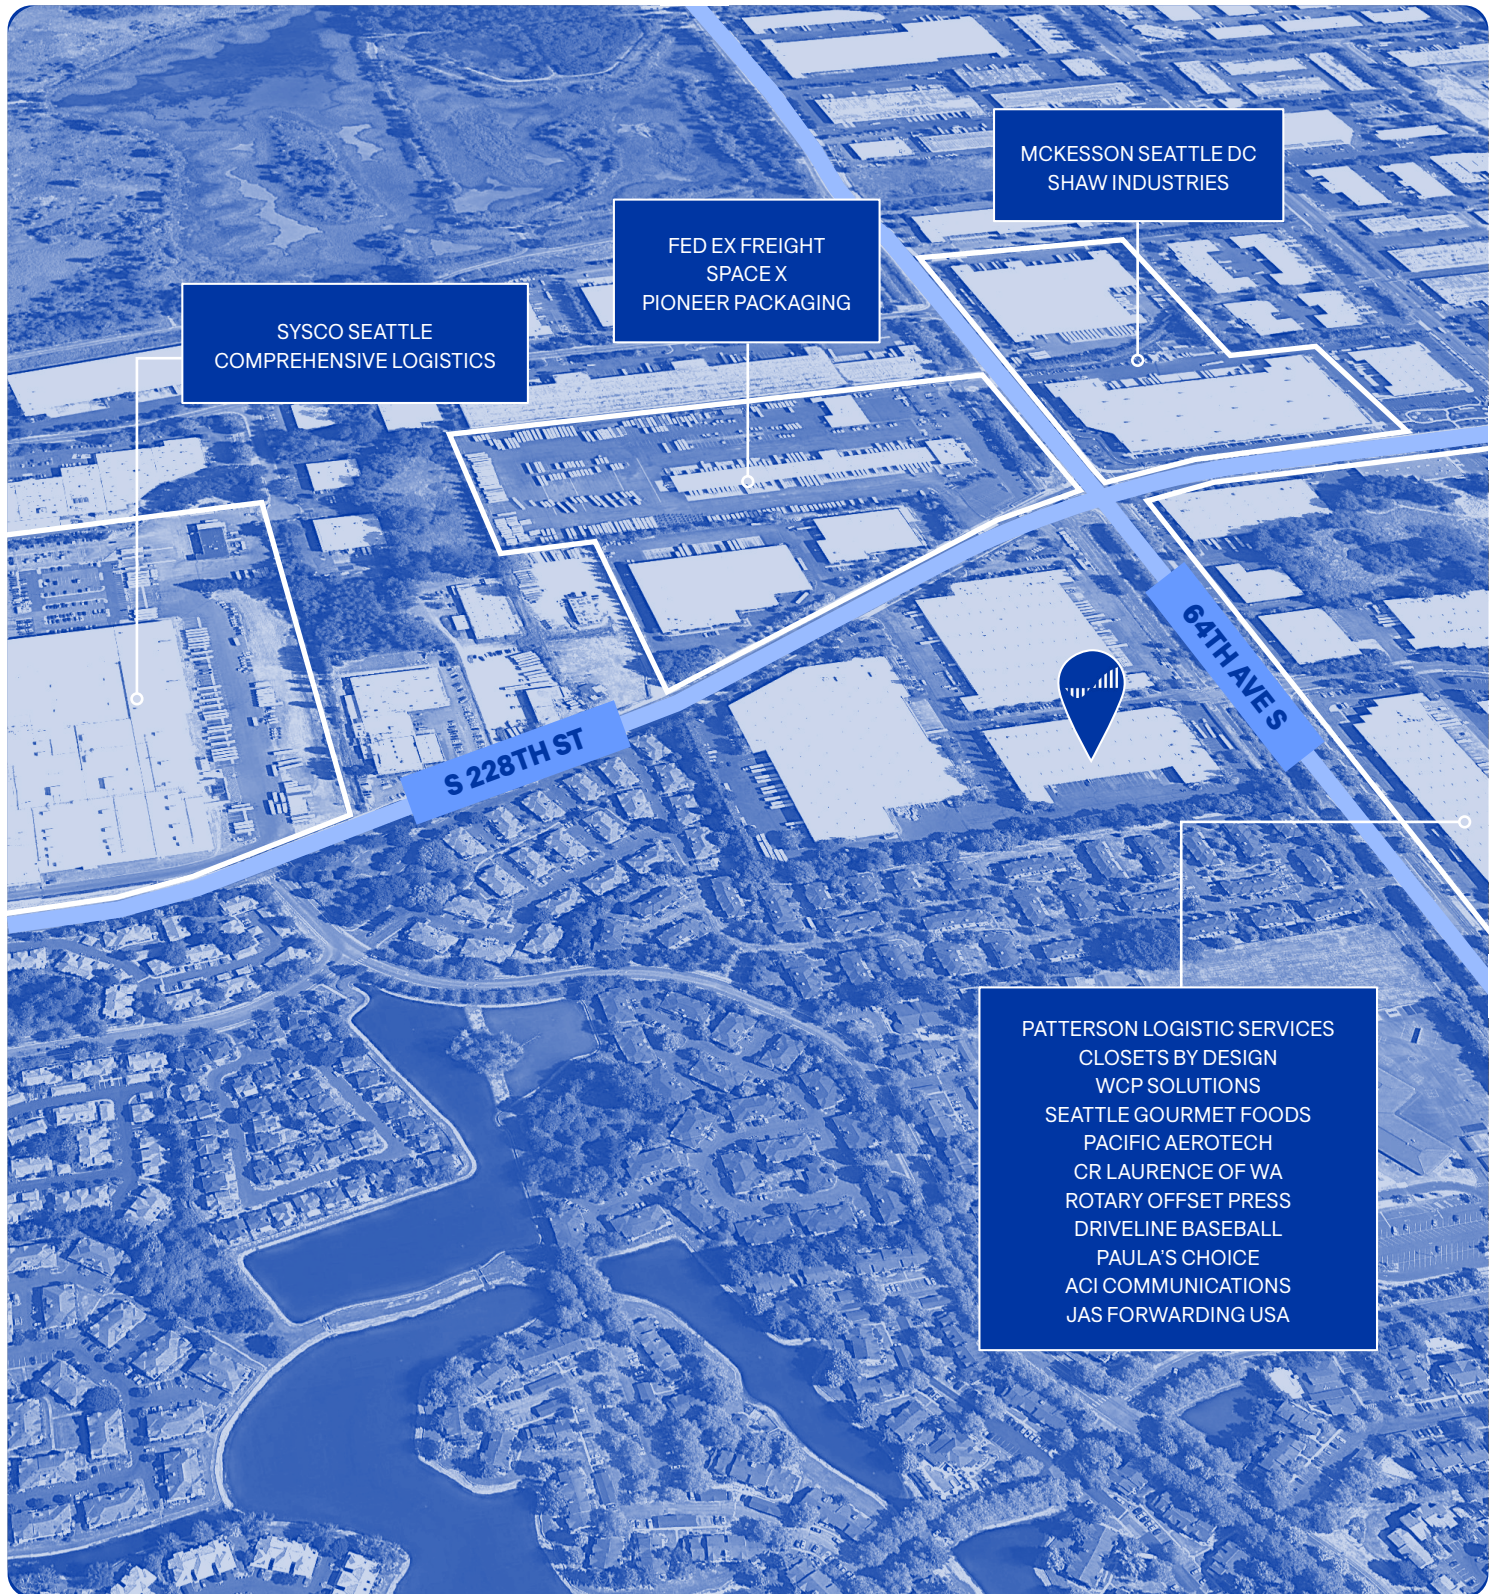 MCKESSON SEATTLE DC
SHAW INDUSTRIES
FED EX FREIGHT
SPACE X
PIONEER PACKAGING
SYSCO SEATTLE
COMPREHENSIVE LOGISTICS
64TH AVE S
S 228TH ST
PATTERSON LOGISTIC SERVICES
CLOSETS BY DESIGN
WCP SOLUTIONS
SEATTLE GOURMET FOODS
PACIFIC AEROTECH
CR LAURENCE OF WA
ROTARY OFFSET PRESS
DRIVELINE BASEBALL
PAULA'S CHOICE
ACI COMMUNICATIONS
JAS FORWARDING USA